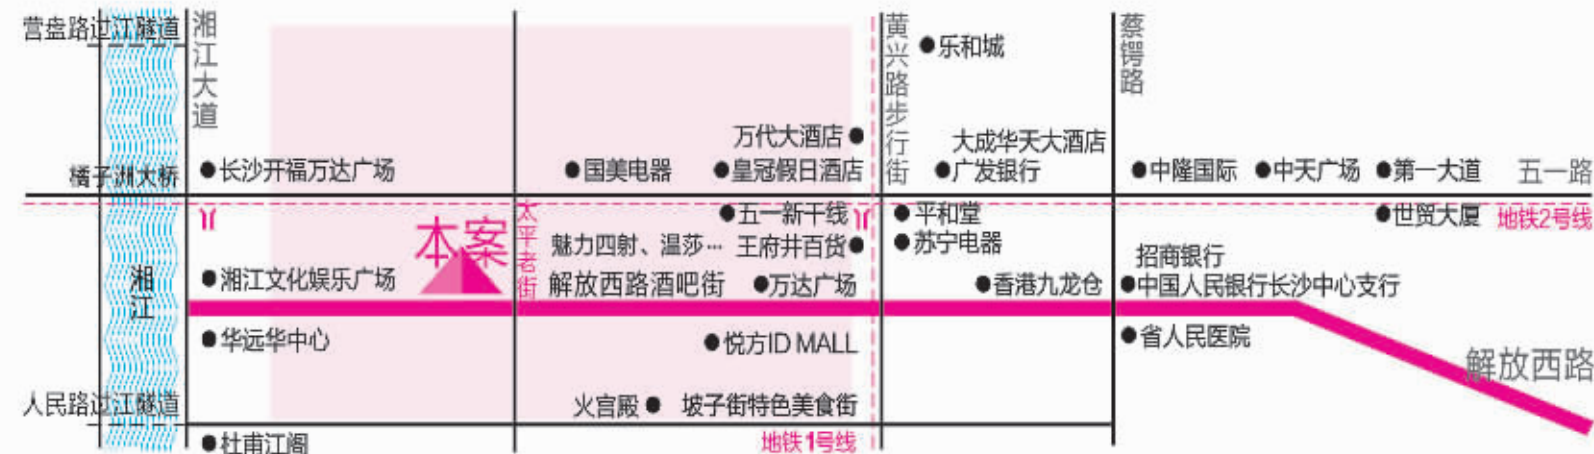 营盘路过江隧道
湘江大道
黄兴路步行街
乐和城
蔡锷路
万代大酒店
大成华天大酒店
橘子洲大桥
长沙开福万达广场
国美电器
皇冠假日酒店
广发银行
中隆国际
中天广场
第一大道
五一路
本案
太平老街
五一新干线
平和堂
世贸大厦
地铁2号线
魅力四射、温莎…
王府井百货
苏宁电器
湘江
湘江文化娱乐广场
解放西路酒吧街
万达广场
香港九龙仓
招商银行
中国人民银行长沙中心支行
华远华中心
悦方ID MALL
省人民医院
解放西路
人民路过江隧道
火宫殿
坡子街特色美食街
杜甫江阁
地铁1号线